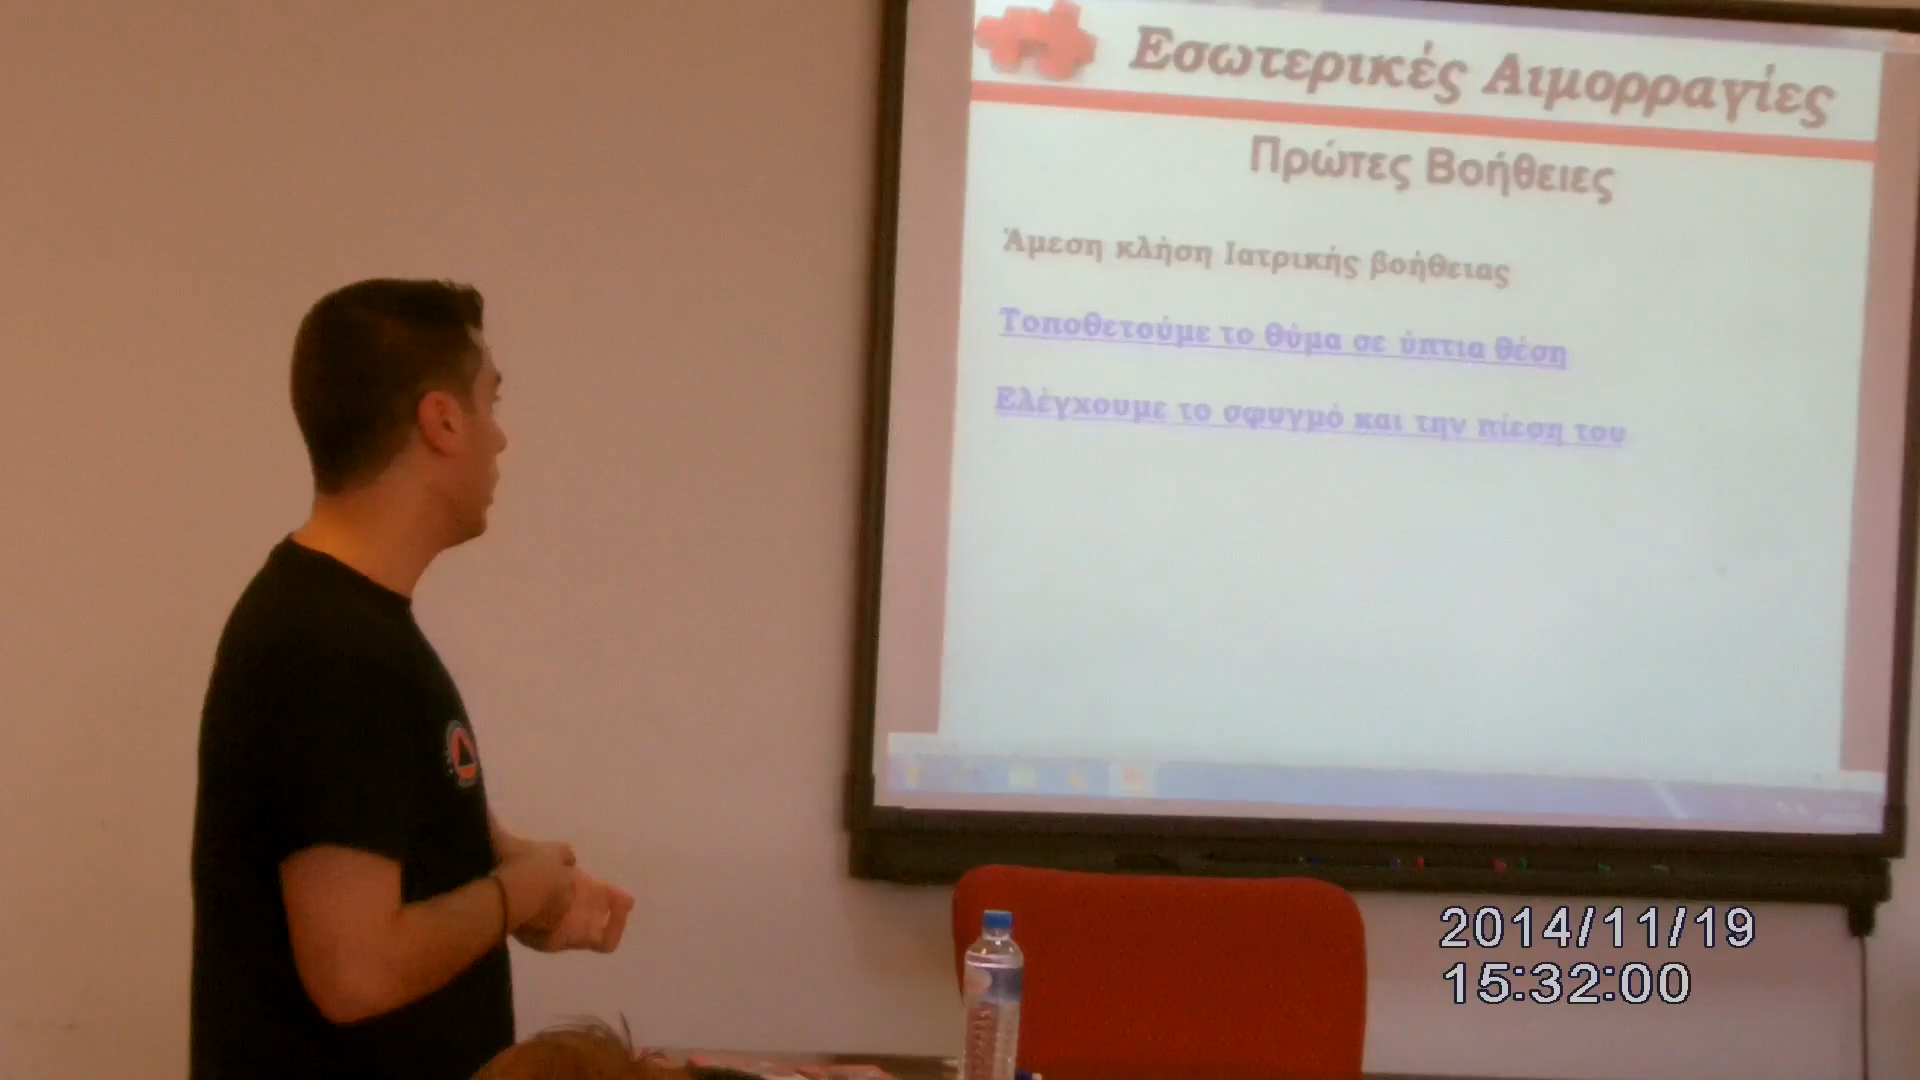 Εσωτερικές Αιμορραγίες
Πρώτες Βοήθειες
Άμεση κλήση Ιατρικής βοήθειας
Τοποθετούμε το θύμα σε ύπτια θέση
Ελέγχουμε το σφυγμό και την πίεση του
2014/11/19
15:32:00